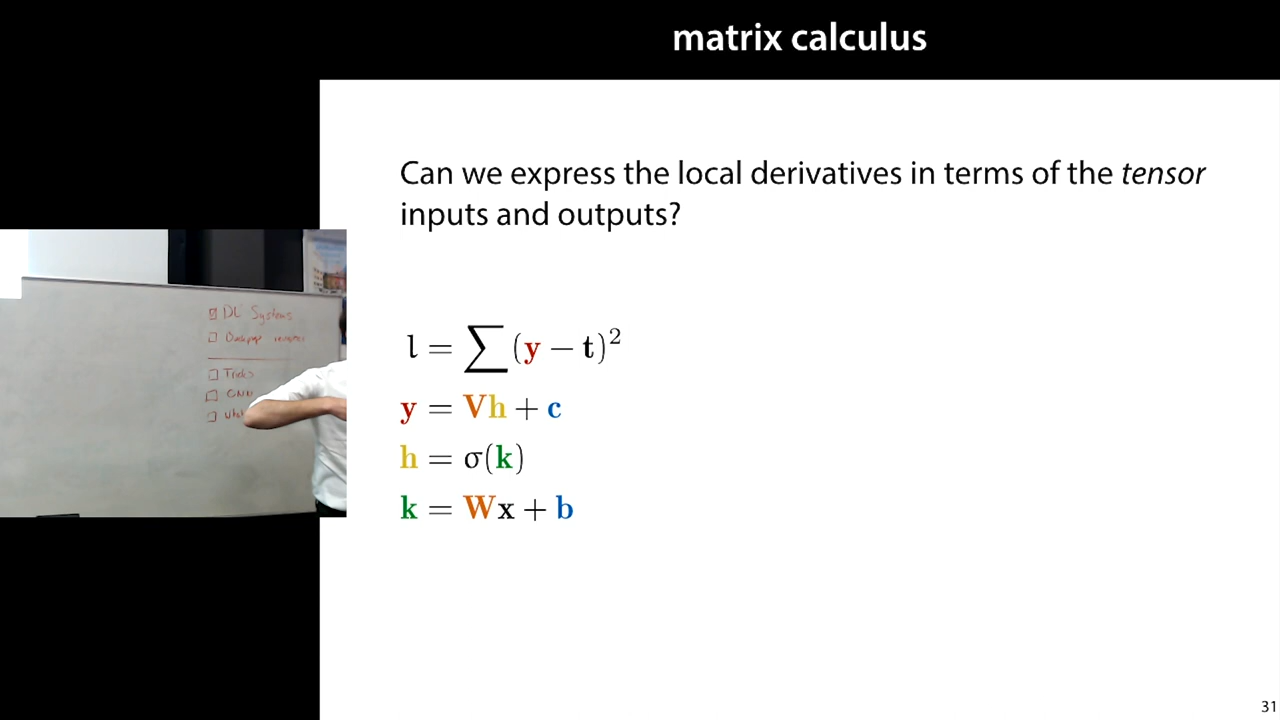 matrix calculus
Can we express the local derivatives in terms of the tensor
inputs and outputs?
l = ∑(y − t)²
y = Vh + c
h = σ(k)
k = Wx + b
DL Systems
Tricks
31